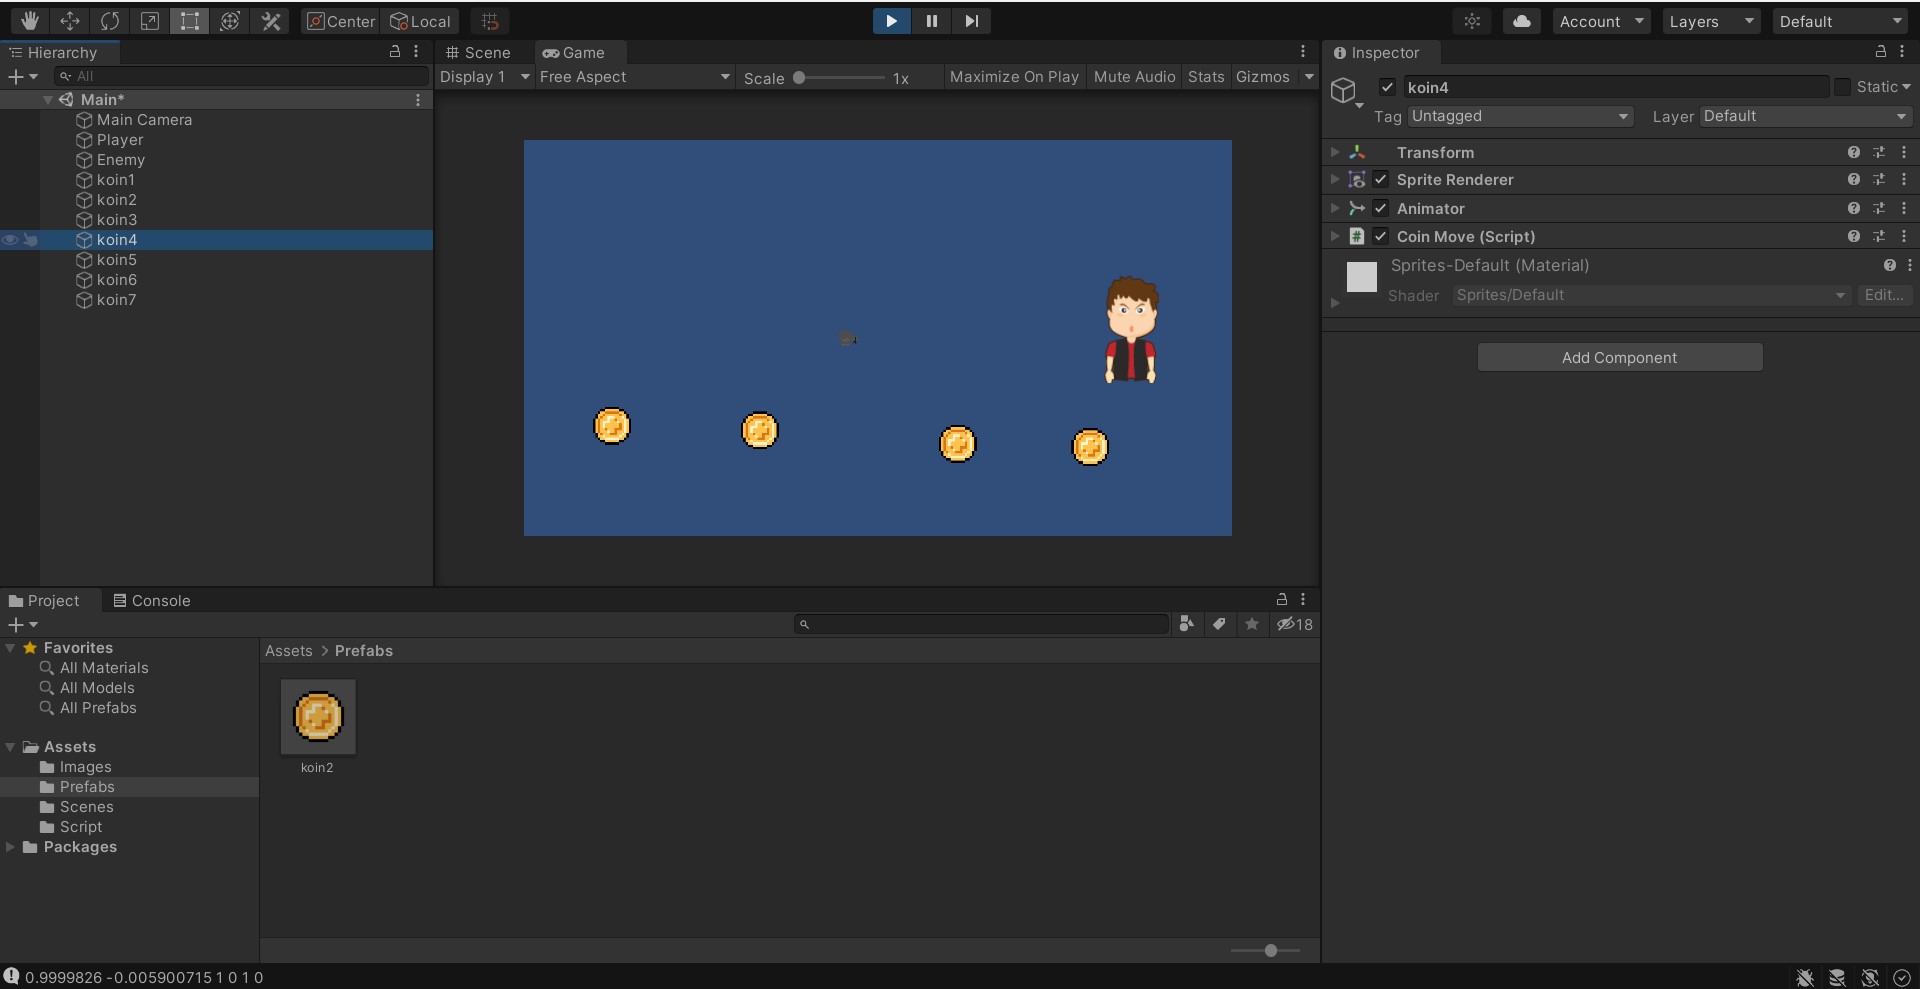 Center Local Account Layers Default
Hierarchy
All
Main*
Main Camera
Player
Enemy
koin1
koin2
koin3
koin4
koin5
koin6
koin7
Scene Game
Display 1 Free Aspect Scale 1x Maximize On Play Mute Audio Stats Gizmos
Inspector
koin4 Static
Tag Untagged Layer Default
Transform
Sprite Renderer
Animator
Coin Move (Script)
Sprites-Default (Material)
Shader Sprites/Default Edit...
Add Component
Project Console
18
Favorites
All Materials
All Models
All Prefabs
Assets
Images
Prefabs
Scenes
Script
Packages
Assets > Prefabs
koin2
0.9999826 -0.005900715 1 0 1 0